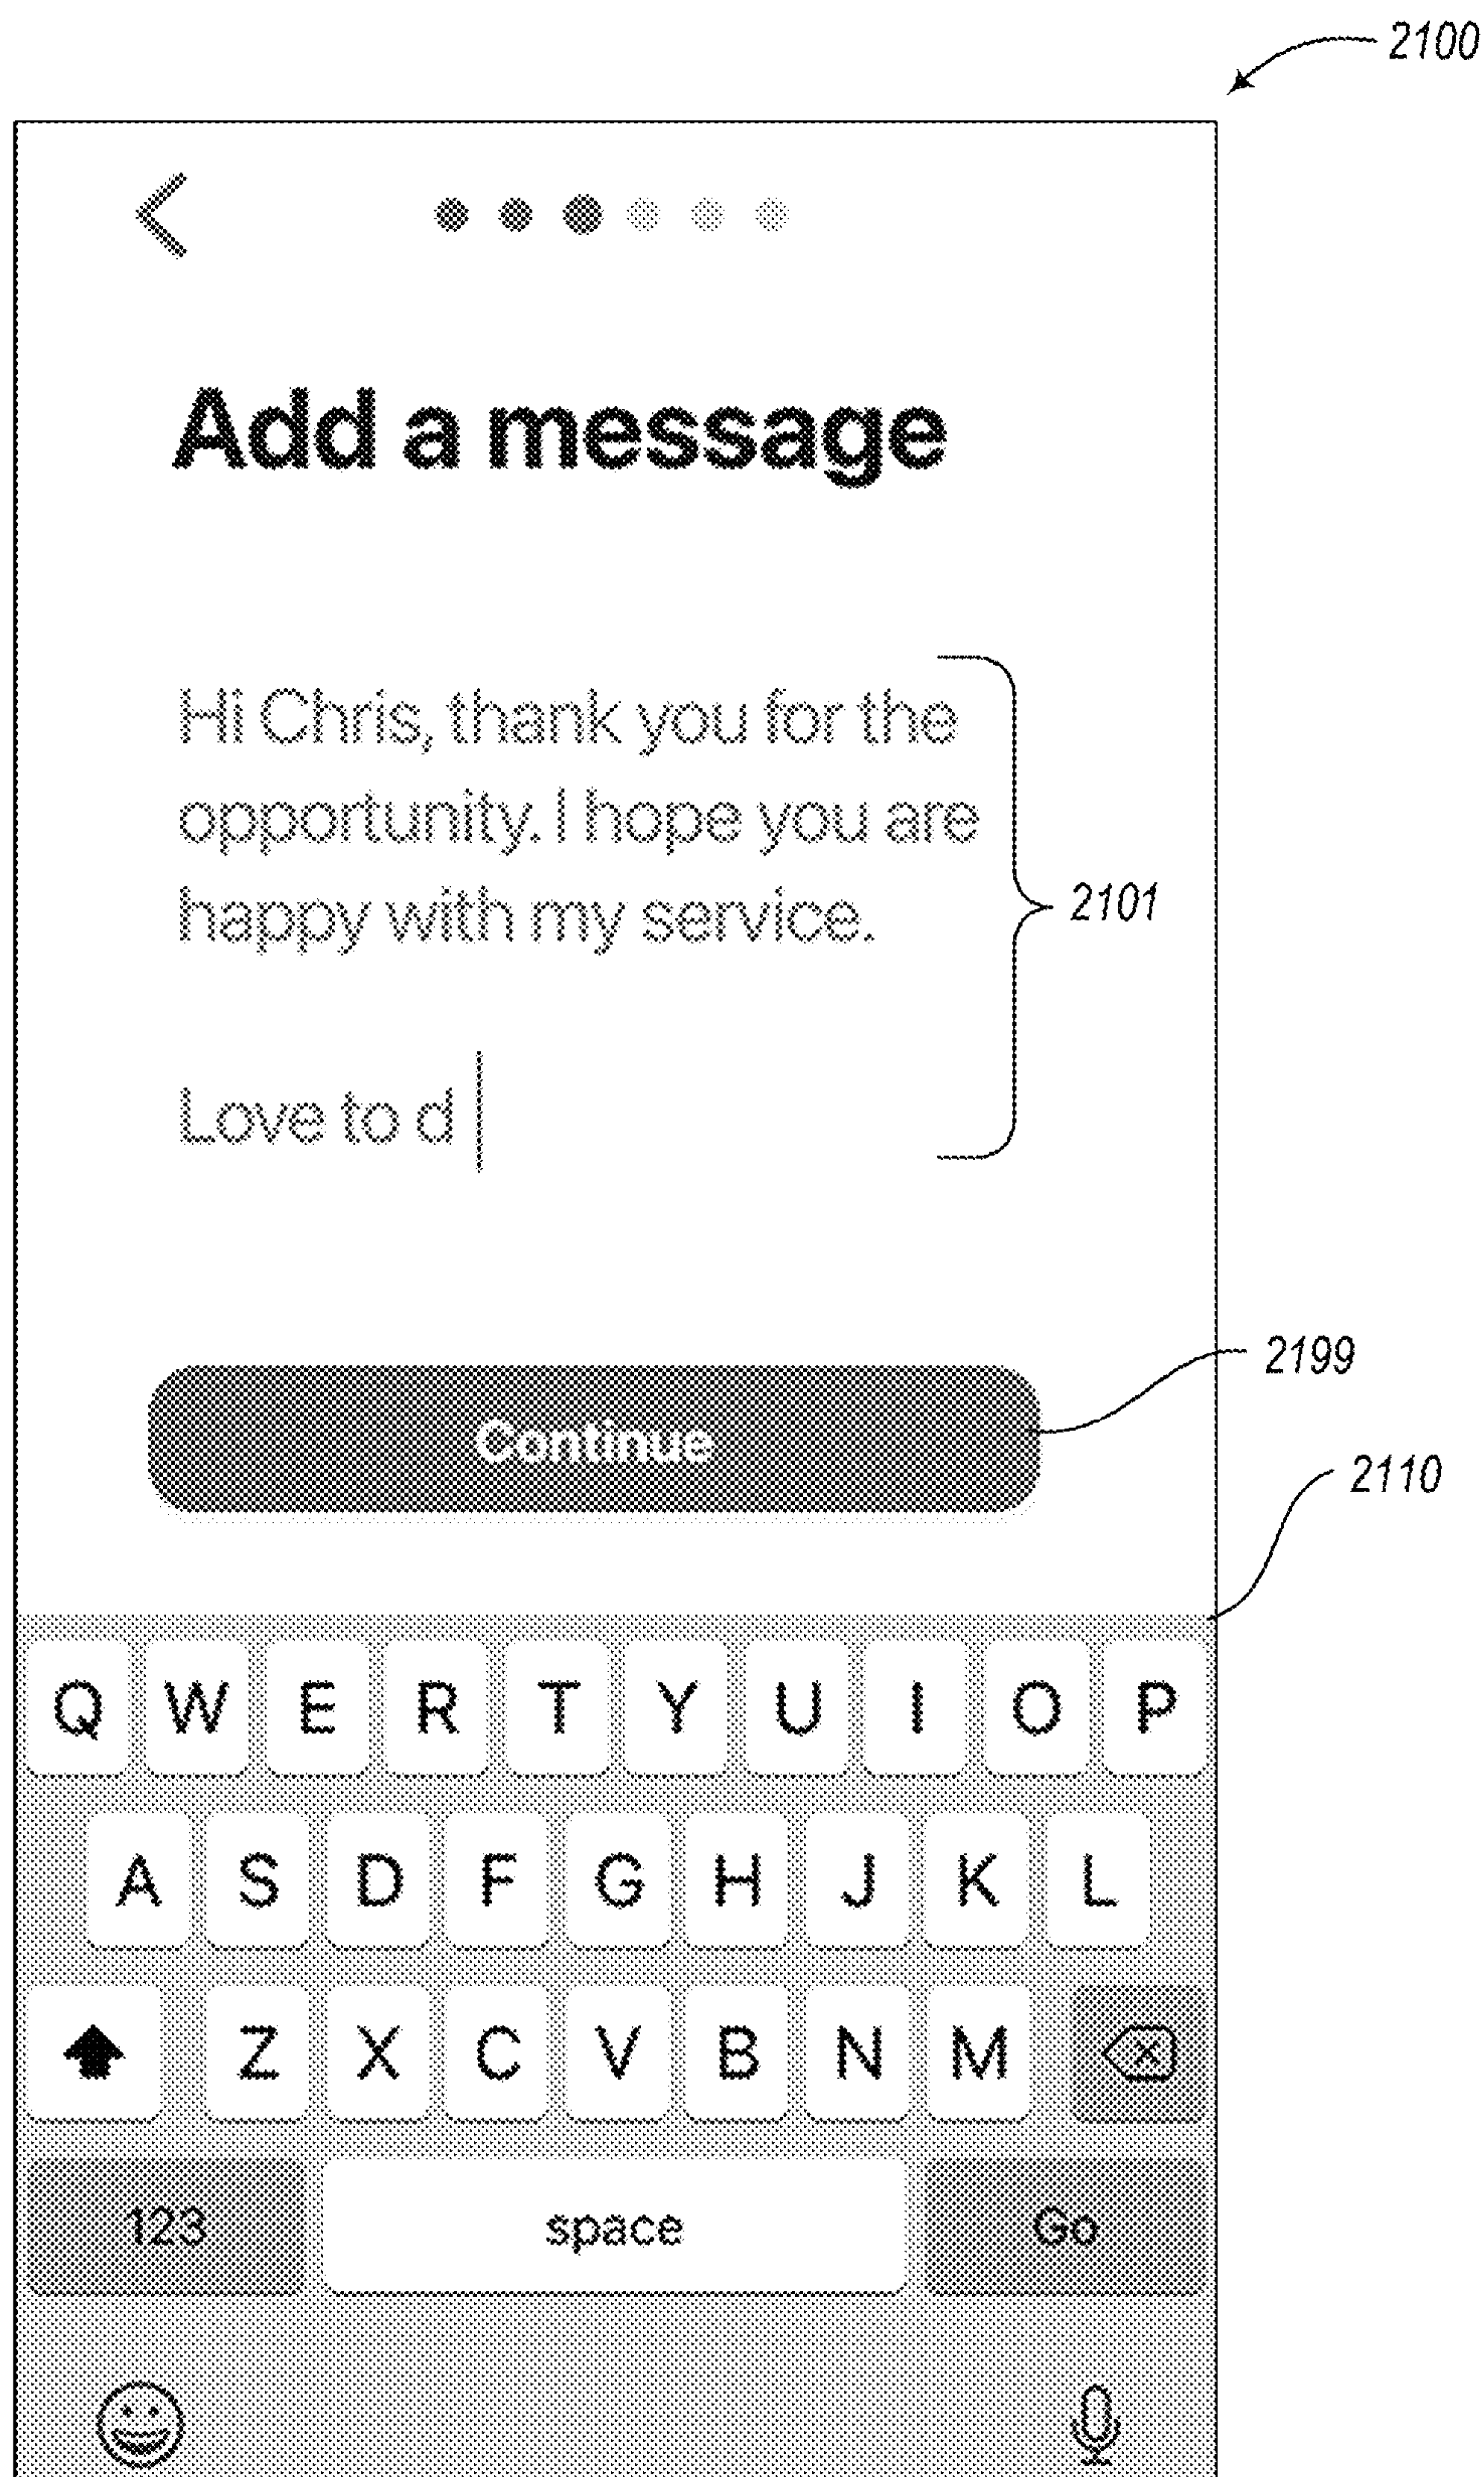 2100
Add a message
Hi Chris, thank you for the
opportunity. I hope you are
happy with my service.
2101
Love to d
2199
Continue
2110
Q W E R T Y U I O P
A S D F G H J K L
Z X C V B N M
123 space Go